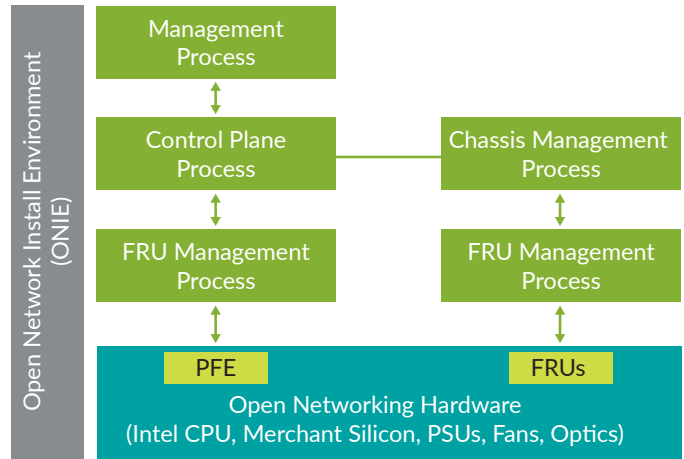 Open Network Install Environment
(ONIE)
Management
Process
Control Plane
Process
Chassis Management
Process
FRU Management
Process
FRU Management
Process
PFE
FRUs
Open Networking Hardware
(Intel CPU, Merchant Silicon, PSUs, Fans, Optics)